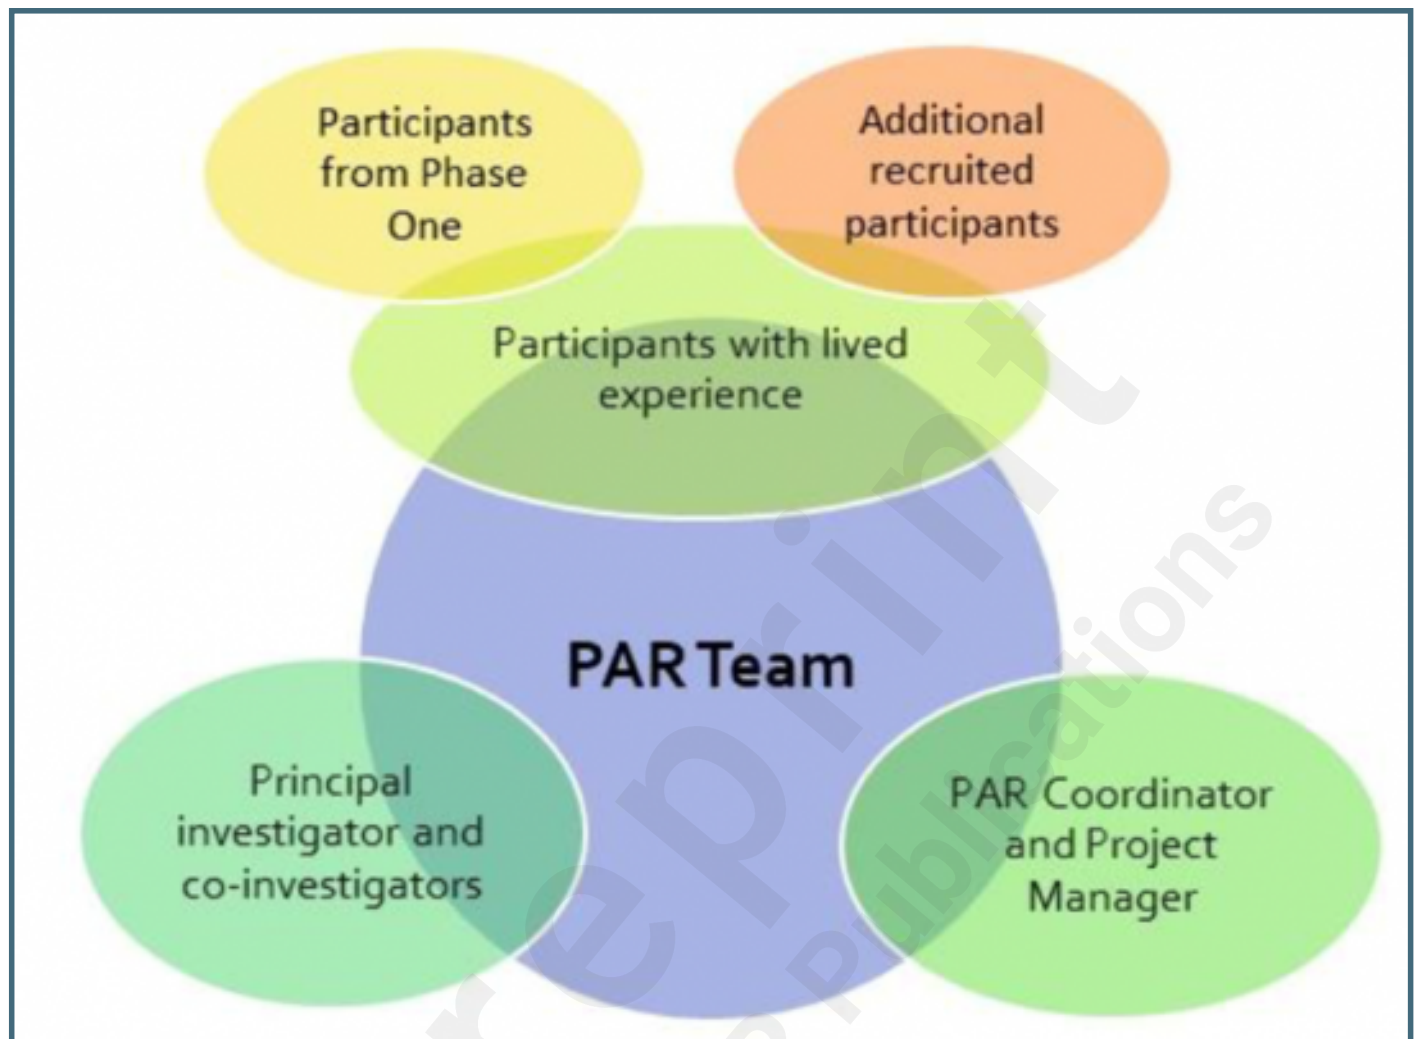 Participants
from Phase
One
Additional
recruited
participants
Participants with lived
experience
PAR Team
Principal
investigator and
co-investigators
PAR Coordinator
and Project
Manager